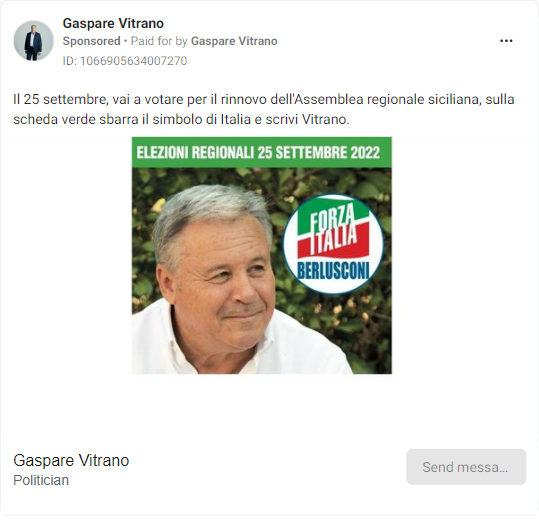 Gaspare Vitrano
Sponsored • Paid for by Gaspare Vitrano
ID: 1066905634007270
Il 25 settembre, vai a votare per il rinnovo dell'Assemblea regionale siciliana, sulla
scheda verde sbarra il simbolo di Italia e scrivi Vitrano.
ELEZIONI REGIONALI 25 SETTEMBRE 2022
FORZA
ITALIA
BERLUSCONI
Gaspare Vitrano
Politician
Send messa...